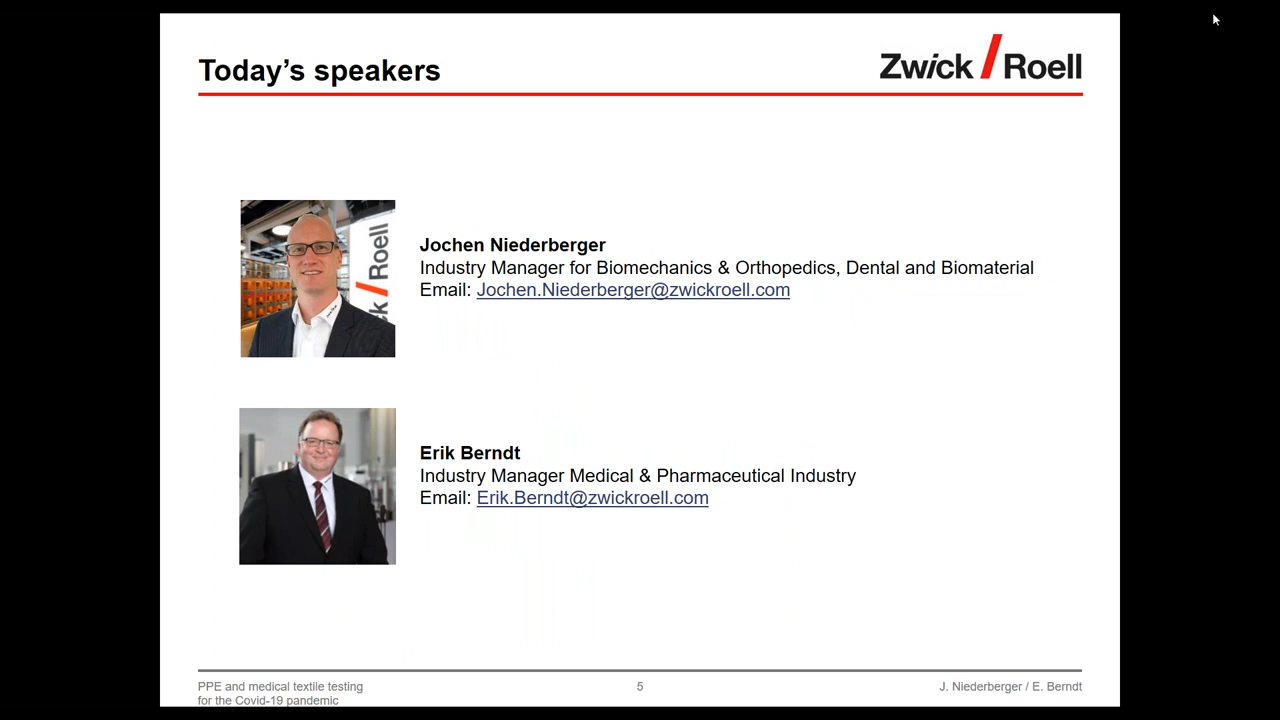 Today's speakers
Zwick / Roell
Jochen Niederberger
Industry Manager for Biomechanics & Orthopedics, Dental and Biomaterial
Email: Jochen.Niederberger@zwickroell.com
ck / Roell
Erik Berndt
Industry Manager Medical & Pharmaceutical Industry
Email: Erik.Berndt@zwickroell.com
PPE and medical textile testing
for the Covid-19 pandemic
5
J. Niederberger / E. Berndt